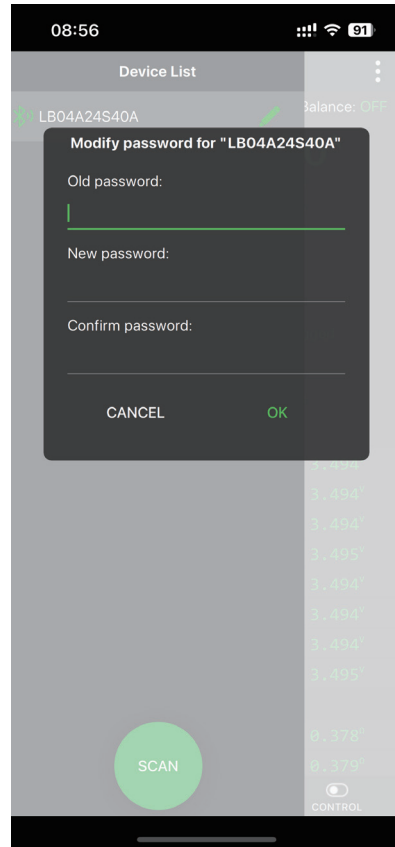 08:56
91
Device List
LB04A24S40A
Balance: OFF
Modify password for "LB04A24S40A"
Old password:
New password:
Confirm password:
CANCEL
OK
3.494
3.494
3.494
3.495
3.494
3.494
3.494
3.495
0.378
SCAN
0.379
CONTROL